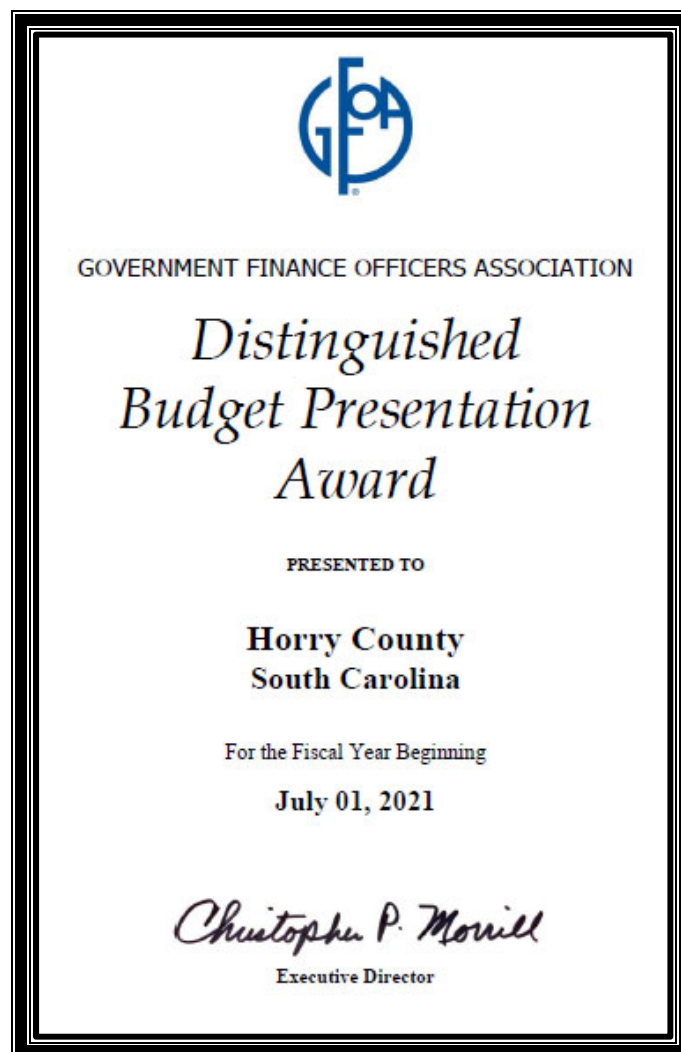 GFOA
®
GOVERNMENT FINANCE OFFICERS ASSOCIATION
Distinguished
Budget Presentation
Award
PRESENTED TO
Horry County
South Carolina
For the Fiscal Year Beginning
July 01, 2021
Christopher P. Morrill
Executive Director